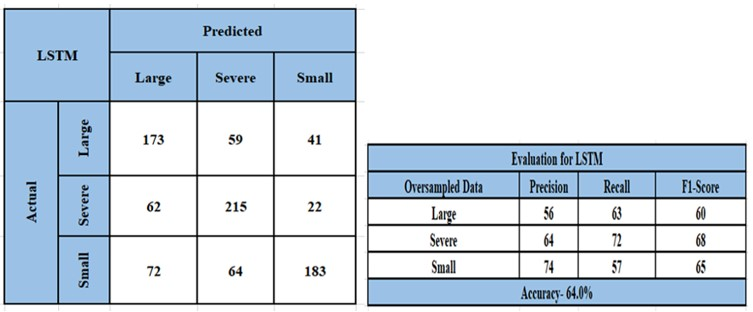 LSTM
Predicted
Large Severe Small
Actual
Large 173 59 41
Severe 62 215 22
Small 72 64 183
Evaluation for LSTM
Oversampled Data Precision Recall F1-Score
Large 56 63 60
Severe 64 72 68
Small 74 57 65
Accuracy- 64.0%